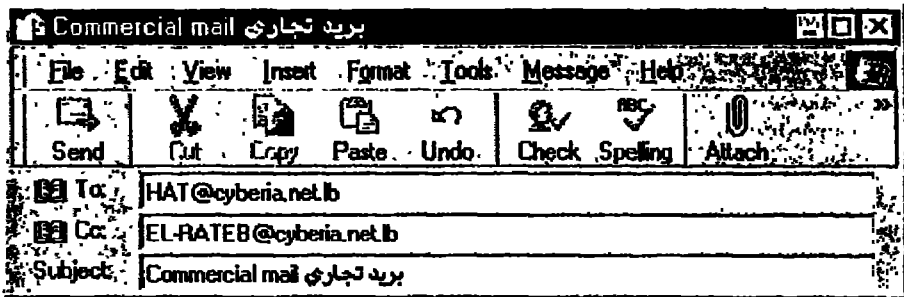 Commercial mail بريد تجاري
File Edit View Insert Format Tools Message Help
Send Cut Copy Paste Undo Check Spelling Attach »
To: HAT@cyberia.net.lb
Cc: EL-RATEB@cyberia.net.lb
Subject: Commercial mail بريد تجاري